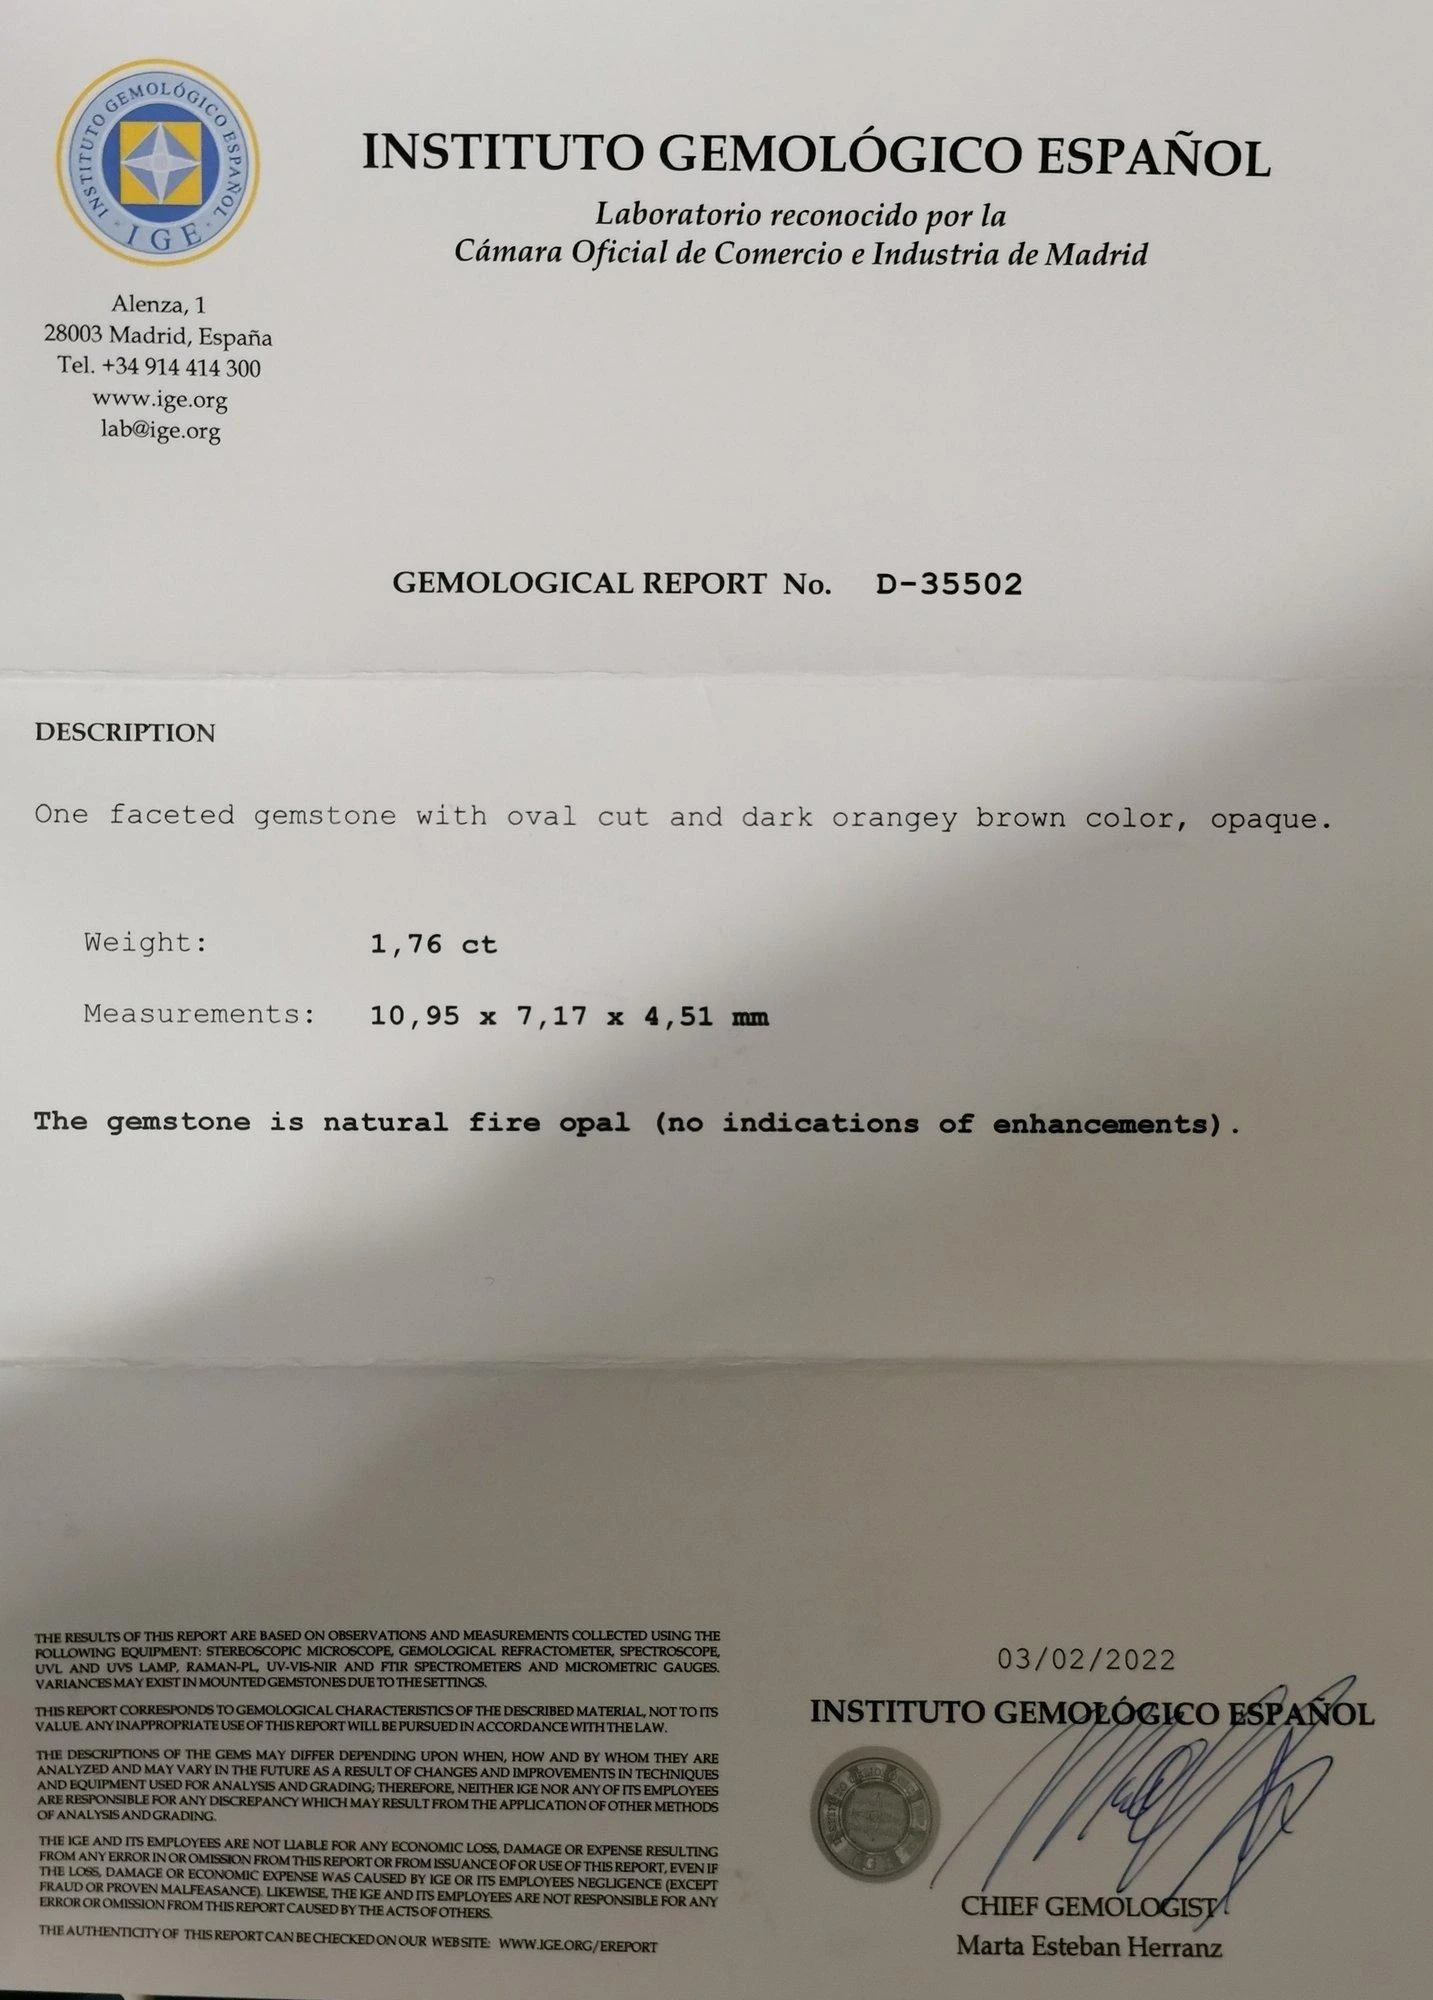 INSTITUTO GEMOLÓGICO ESPAÑOL
· IGE ·
INSTITUTO GEMOLÓGICO ESPAÑOL
Laboratorio reconocido por la
Cámara Oficial de Comercio e Industria de Madrid
Alenza, 1
28003 Madrid, España
Tel. +34 914 414 300
www.ige.org
lab@ige.org
GEMOLOGICAL REPORT No. D-35502
DESCRIPTION
One faceted gemstone with oval cut and dark orangey brown color, opaque.
Weight: 1,76 ct
Measurements: 10,95 x 7,17 x 4,51 mm
The gemstone is natural fire opal (no indications of enhancements).
THE RESULTS OF THIS REPORT ARE BASED ON OBSERVATIONS AND MEASUREMENTS COLLECTED USING THE
FOLLOWING EQUIPMENT: STEREOSCOPIC MICROSCOPE, GEMOLOGICAL REFRACTOMETER, SPECTROSCOPE,
UVL AND UVS LAMP, RAMAN-PL, UV-VIS-NIR AND FTIR SPECTROMETERS AND MICROMETRIC GAUGES.
VARIANCES MAY EXIST IN MOUNTED GEMSTONES DUE TO THE SETTINGS.
THIS REPORT CORRESPONDS TO GEMOLOGICAL CHARACTERISTICS OF THE DESCRIBED MATERIAL, NOT TO ITS
VALUE. ANY INAPPROPRIATE USE OF THIS REPORT WILL BE PURSUED IN ACCORDANCE WITH THE LAW.
THE DESCRIPTIONS OF THE GEMS MAY DIFFER DEPENDING UPON WHEN, HOW AND BY WHOM THEY ARE
ANALYZED AND MAY VARY IN THE FUTURE AS A RESULT OF CHANGES AND IMPROVEMENTS IN TECHNIQUES
AND EQUIPMENT USED FOR ANALYSIS AND GRADING; THEREFORE, NEITHER IGE NOR ANY OF ITS EMPLOYEES
ARE RESPONSIBLE FOR ANY DISCREPANCY WHICH MAY RESULT FROM THE APPLICATION OF OTHER METHODS
OF ANALYSIS AND GRADING.
THE IGE AND ITS EMPLOYEES ARE NOT LIABLE FOR ANY ECONOMIC LOSS, DAMAGE OR EXPENSE RESULTING
FROM ANY ERROR IN OR OMISSION FROM THIS REPORT OR FROM ISSUANCE OF OR USE OF THIS REPORT, EVEN IF
THE LOSS, DAMAGE OR ECONOMIC EXPENSE WAS CAUSED BY IGE OR ITS EMPLOYEES NEGLIGENCE (EXCEPT
FRAUD OR PROVEN MALFEASANCE). LIKEWISE, THE IGE AND ITS EMPLOYEES ARE NOT RESPONSIBLE FOR ANY
ERROR OR OMISSION FROM THIS REPORT CAUSED BY THE ACTS OF OTHERS.
THE AUTHENTICITY OF THIS REPORT CAN BE CHECKED ON OUR WEBSITE: WWW.IGE.ORG/EREPORT
03/02/2022
INSTITUTO GEMOLÓGICO ESPAÑOL
CHIEF GEMOLOGIST
Marta Esteban Herranz